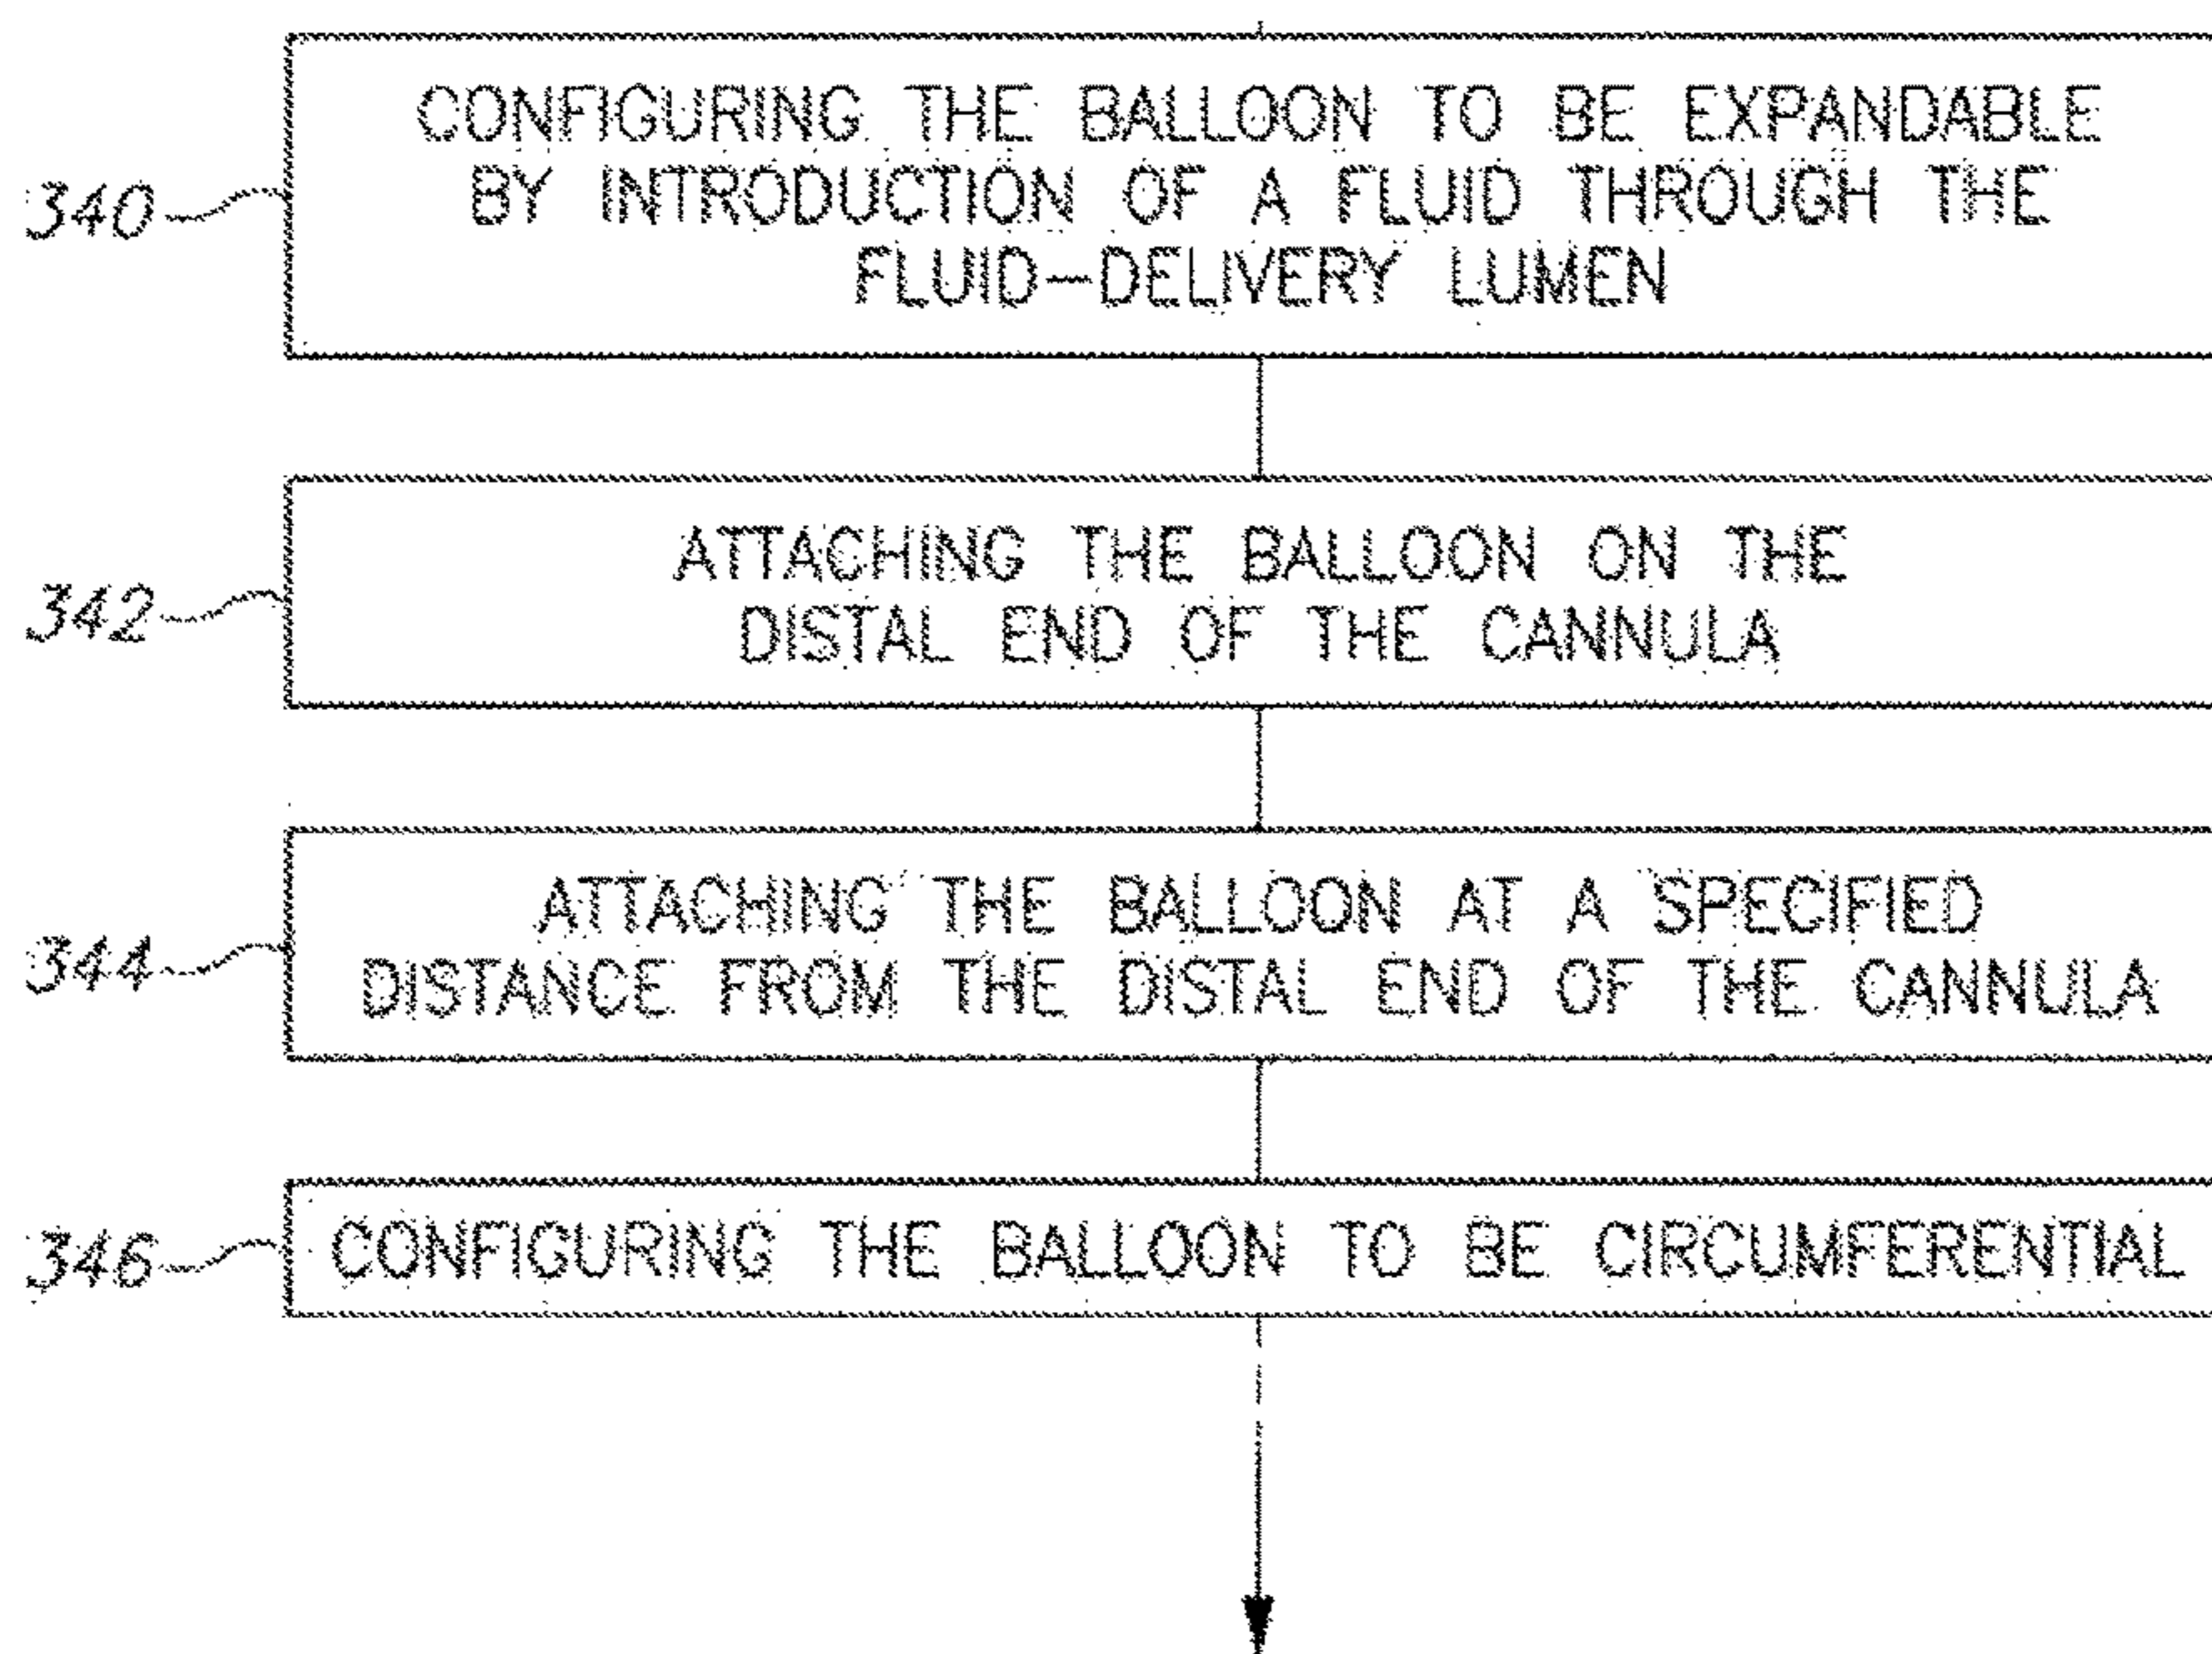 340
CONFIGURING THE BALLOON TO BE EXPANDABLE
BY INTRODUCTION OF A FLUID THROUGH THE
FLUID-DELIVERY LUMEN
342
ATTACHING THE BALLOON ON THE
DISTAL END OF THE CANNULA
344
ATTACHING THE BALLOON AT A SPECIFIED
DISTANCE FROM THE DISTAL END OF THE CANNULA
346
CONFIGURING THE BALLOON TO BE CIRCUMFERENTIAL